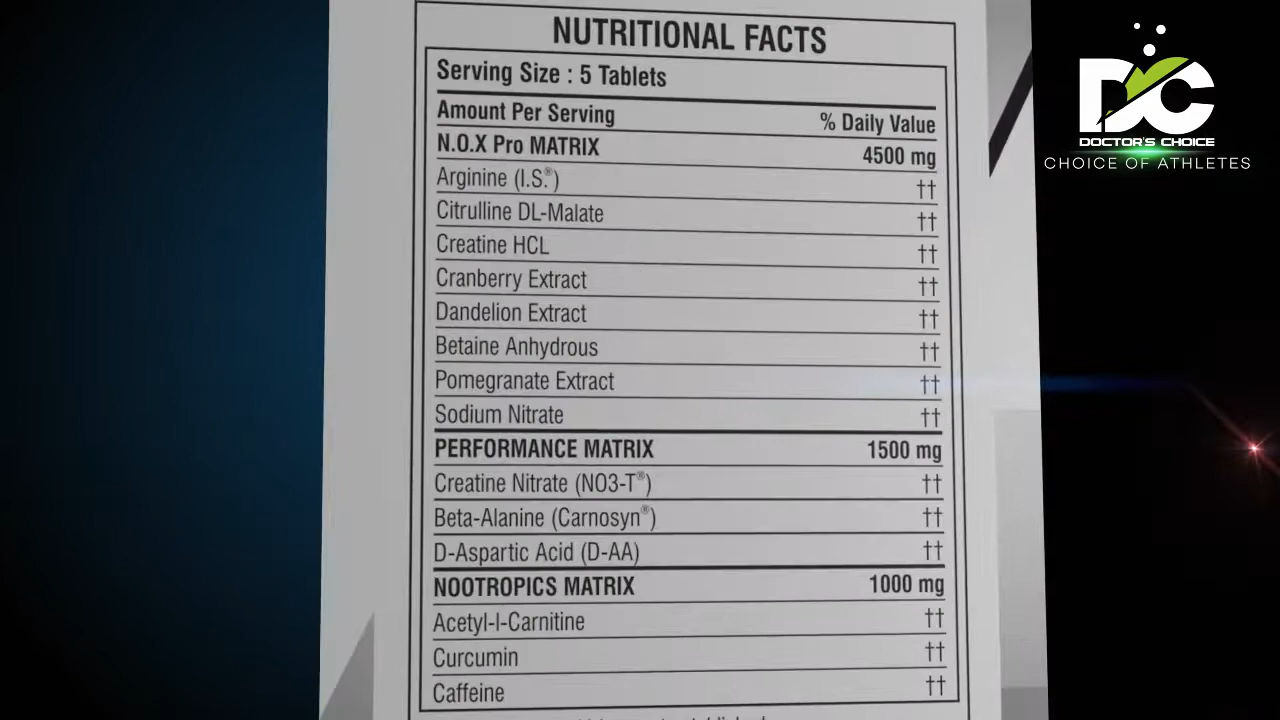 NUTRITIONAL FACTS
Serving Size : 5 Tablets
Amount Per Serving % Daily Value
N.O.X Pro MATRIX 4500 mg
Arginine (I.S.®) ††
Citrulline DL-Malate ††
Creatine HCL ††
Cranberry Extract ††
Dandelion Extract ††
Betaine Anhydrous ††
Pomegranate Extract ††
Sodium Nitrate ††
PERFORMANCE MATRIX 1500 mg
Creatine Nitrate (NO3-T®) ††
Beta-Alanine (Carnosyn®) ††
D-Aspartic Acid (D-AA) ††
NOOTROPICS MATRIX 1000 mg
Acetyl-l-Carnitine ††
Curcumin ††
Caffeine ††
DC
DOCTOR'S CHOICE
CHOICE OF ATHLETES